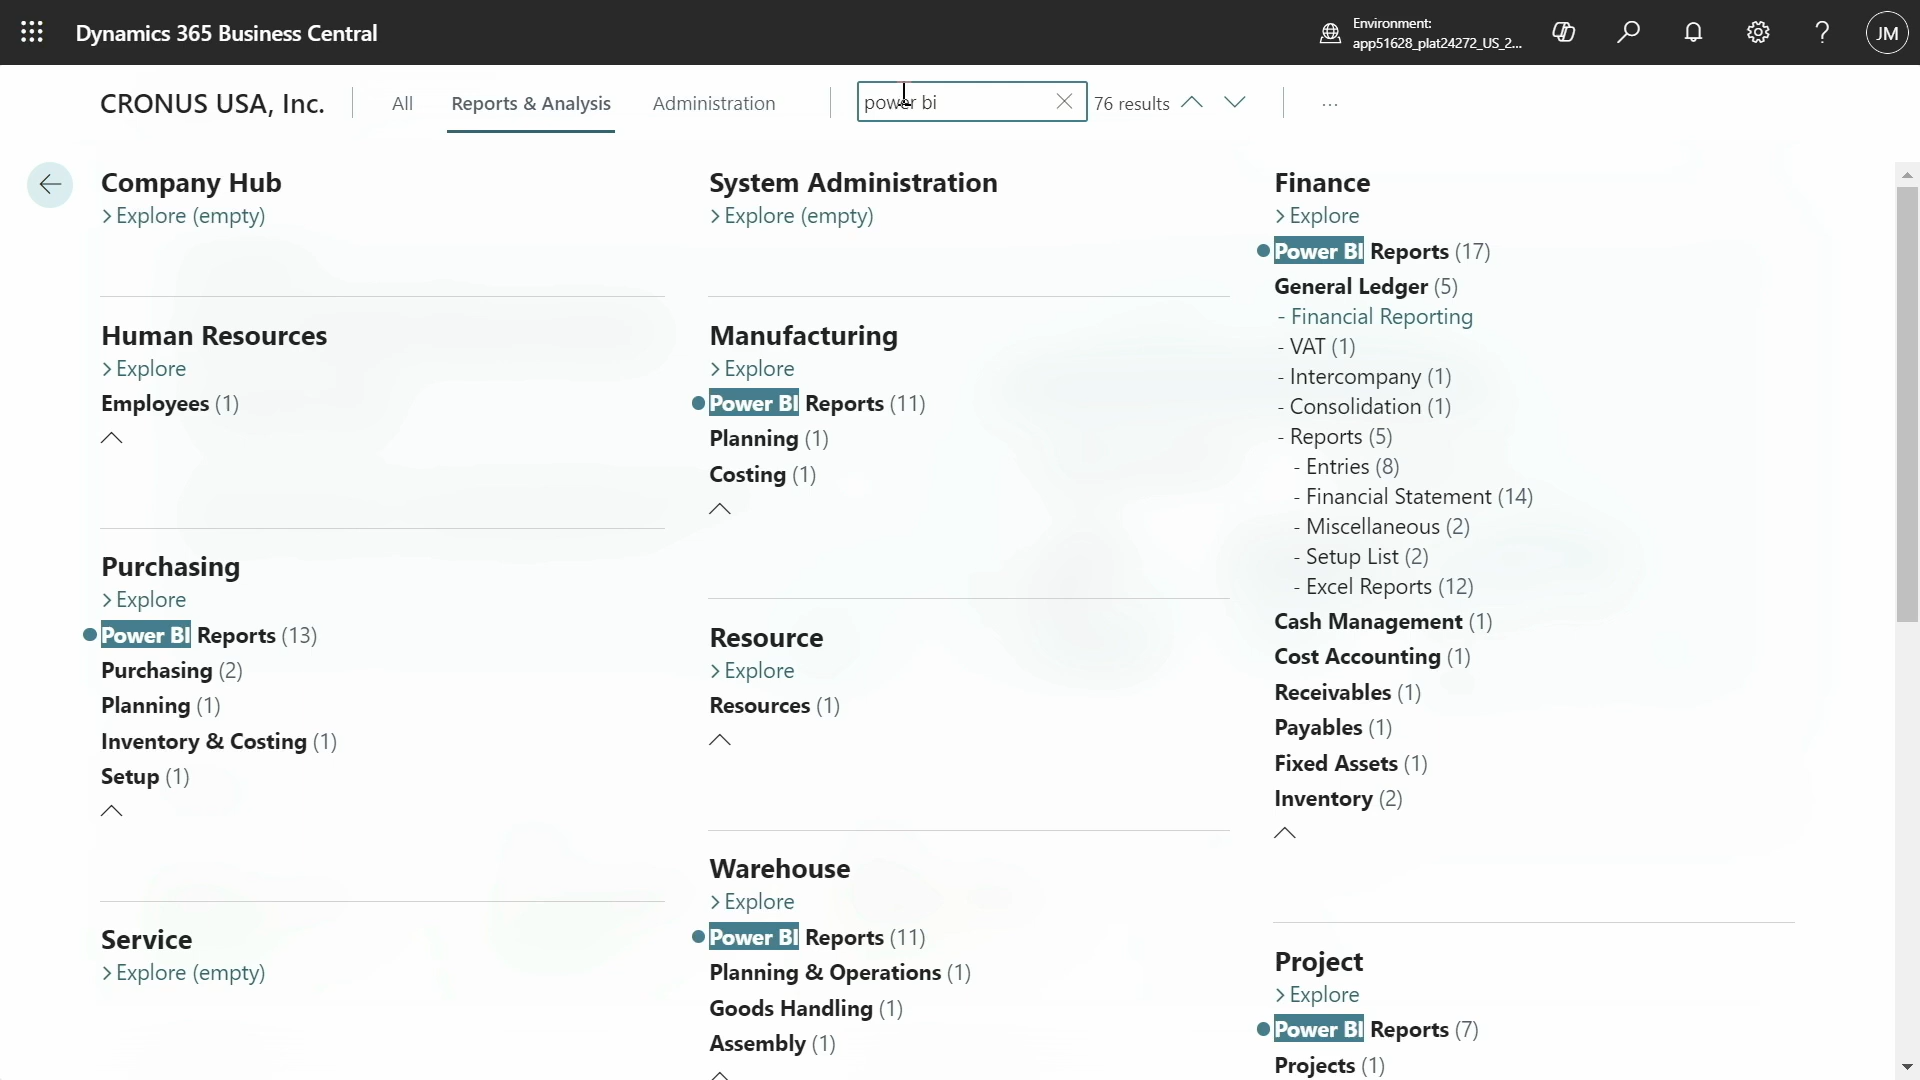 Dynamics 365 Business Central
Environment:
app51628_plat24272_US_2...
JM
CRONUS USA, Inc.
All
Reports & Analysis
Administration
power bi
76 results
Company Hub
Explore (empty)
Human Resources
Explore
Employees (1)
Purchasing
Explore
Power BI Reports (13)
Purchasing (2)
Planning (1)
Inventory & Costing (1)
Setup (1)
Service
Explore (empty)
System Administration
Explore (empty)
Manufacturing
Explore
Power BI Reports (11)
Planning (1)
Costing (1)
Resource
Explore
Resources (1)
Warehouse
Explore
Power BI Reports (11)
Planning & Operations (1)
Goods Handling (1)
Assembly (1)
Finance
Explore
Power BI Reports (17)
General Ledger (5)
- Financial Reporting
- VAT (1)
- Intercompany (1)
- Consolidation (1)
- Reports (5)
- Entries (8)
- Financial Statement (14)
- Miscellaneous (2)
- Setup List (2)
- Excel Reports (12)
Cash Management (1)
Cost Accounting (1)
Receivables (1)
Payables (1)
Fixed Assets (1)
Inventory (2)
Project
Explore
Power BI Reports (7)
Projects (1)